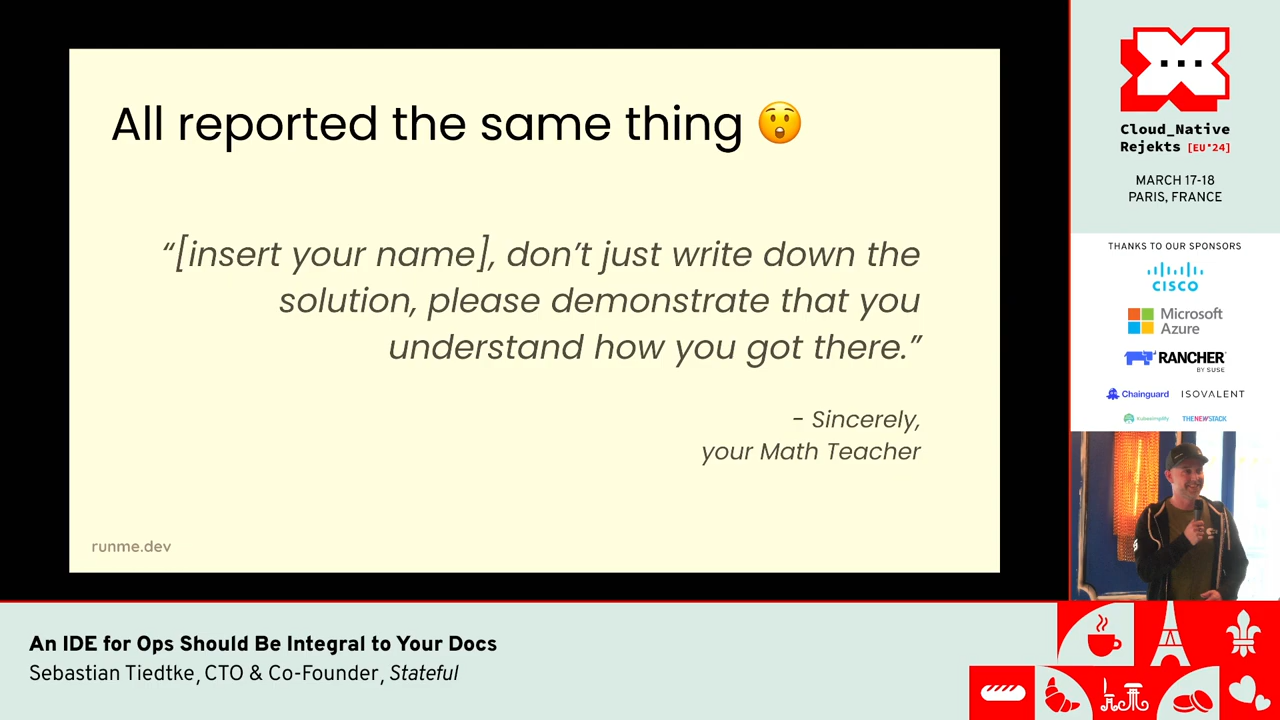 All reported the same thing 😲
“[insert your name], don’t just write down the
solution, please demonstrate that you
understand how you got there.”
- Sincerely,
your Math Teacher
runme.dev
Cloud_Native
Rejekts [EU'24]
MARCH 17-18
PARIS, FRANCE
THANKS TO OUR SPONSORS
CISCO
Microsoft
Azure
RANCHER
BY SUSE
Chainguard ISOVALENT
kubesimplify THENEWSTACK
An IDE for Ops Should Be Integral to Your Docs
Sebastian Tiedtke, CTO & Co-Founder, Stateful